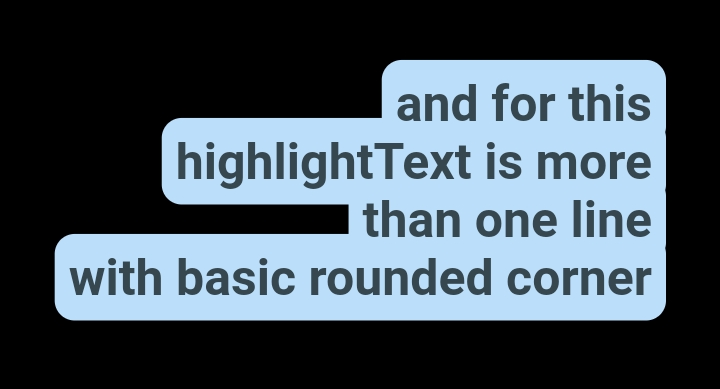 and for this
highlightText is more
than one line
with basic rounded corner